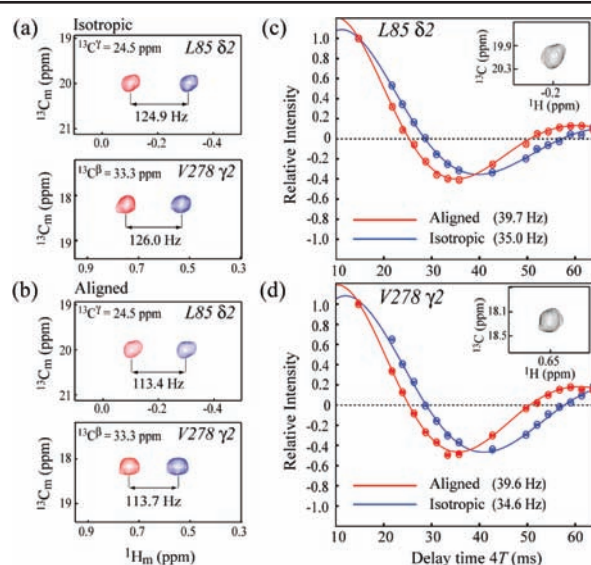 (a) Isotropic
19
20
21
¹³Cₘ (ppm)
¹³Cᵞ = 24.5 ppm L85 δ2
124.9 Hz
0.0 -0.2 -0.4
18
19
¹³Cₘ (ppm)
¹³Cᵝ = 33.3 ppm V278 γ2
126.0 Hz
0.9 0.7 0.5 0.3
(b) Aligned
19
20
21
¹³Cₘ (ppm)
¹³Cᵞ = 24.5 ppm L85 δ2
113.4 Hz
0.0 -0.2 -0.4
18
19
¹³Cₘ (ppm)
¹³Cᵝ = 33.3 ppm V278 γ2
113.7 Hz
0.9 0.7 0.5 0.3
¹Hₘ (ppm)
(c) L85 δ2
Relative Intensity
1.0
0.8
0.6
0.4
0.2
0
-0.2
-0.4
-0.6
-0.8
-1.0
¹³C (ppm)
19.9
20.3
-0.2
¹H (ppm)
Aligned (39.7 Hz)
Isotropic (35.0 Hz)
10 20 30 40 50 60
(d) V278 γ2
Relative Intensity
1.0
0.8
0.6
0.4
0.2
0
-0.2
-0.4
-0.6
-0.8
-1.0
¹³C (ppm)
18.1
18.5
0.65
¹H (ppm)
Aligned (39.6 Hz)
Isotropic (34.6 Hz)
10 20 30 40 50 60
Delay time 4T (ms)